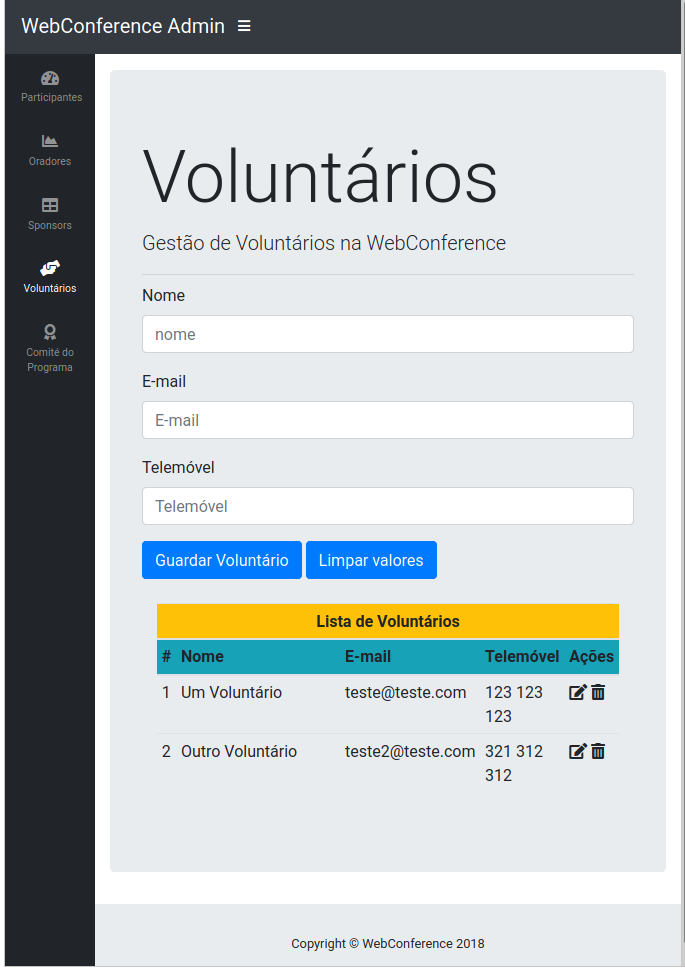 WebConference Admin
Participantes
Oradores
Sponsors
Voluntários
Comité do
Programa
Voluntários
Gestão de Voluntários na WebConference
Nome
nome
E-mail
E-mail
Telemóvel
Telemóvel
Guardar Voluntário Limpar valores
Lista de Voluntários
# Nome E-mail Telemóvel Ações
1 Um Voluntário teste@teste.com 123 123
123
2 Outro Voluntário teste2@teste.com 321 312
312
Copyright © WebConference 2018